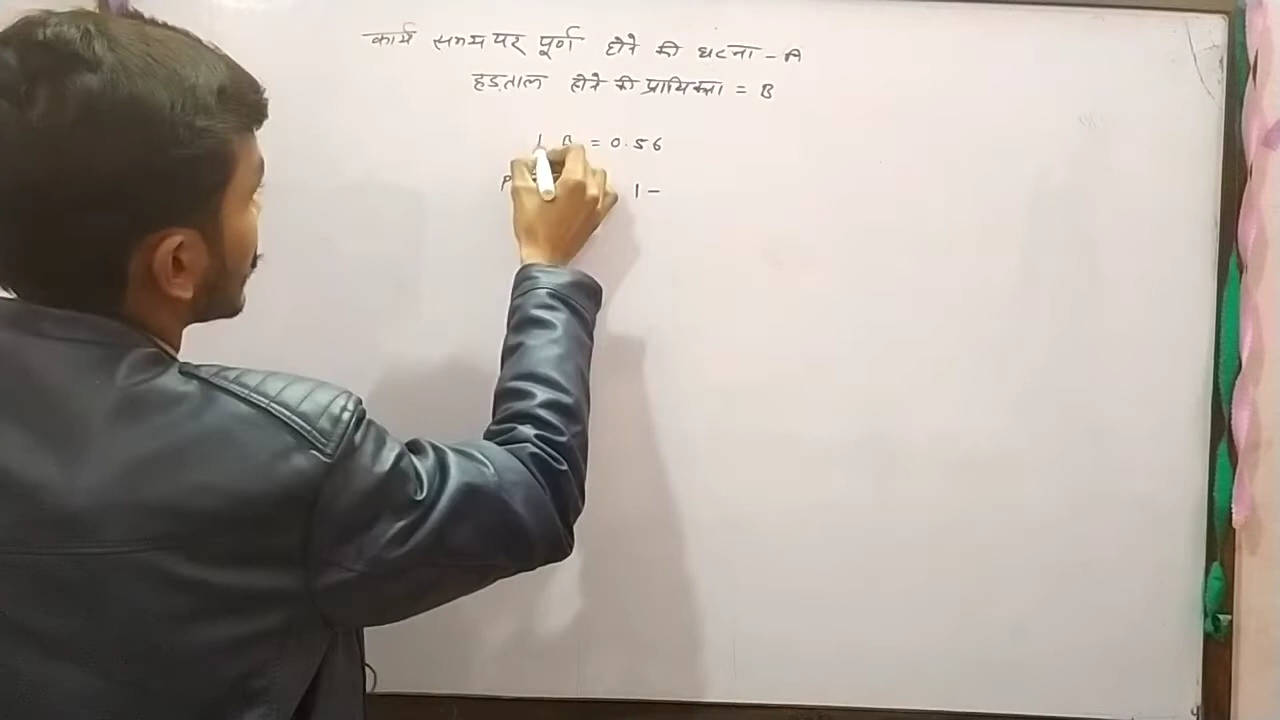 कार्य समय पर पूर्ण होने की घटना - A
हड़ताल होने की प्रायिकता = B
B = 0.56
P 1 -